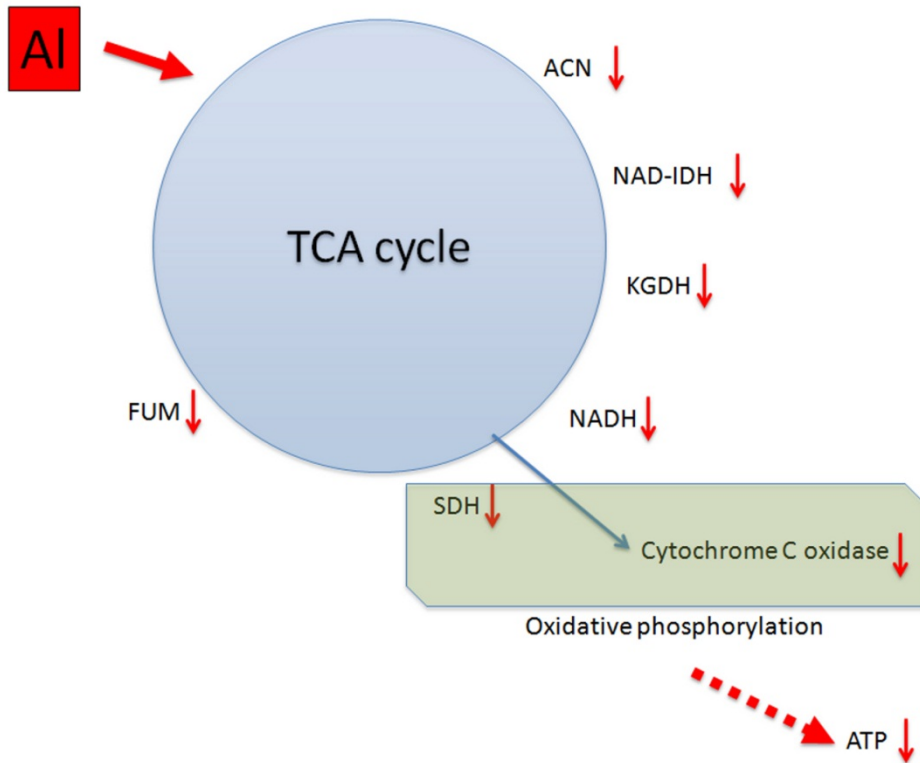 Al
ACN
NAD-IDH
TCA cycle
KGDH
FUM
NADH
SDH
Cytochrome C oxidase
Oxidative phosphorylation
ATP